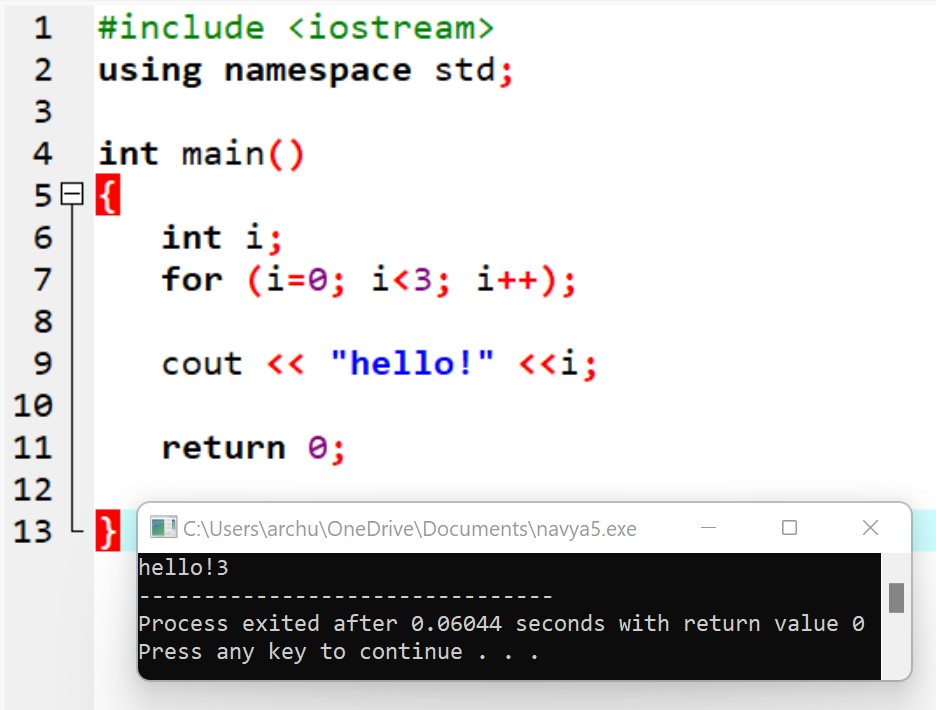 1 #include <iostream>
2 using namespace std;
3
4 int main()
5 {
6 int i;
7 for (i=0; i<3; i++);
8
9 cout << "hello!" <<i;
10
11 return 0;
12
13 }
C:\Users\archu\OneDrive\Documents\navya5.exe
hello!3
--------------------------------
Process exited after 0.06044 seconds with return value 0
Press any key to continue . . .